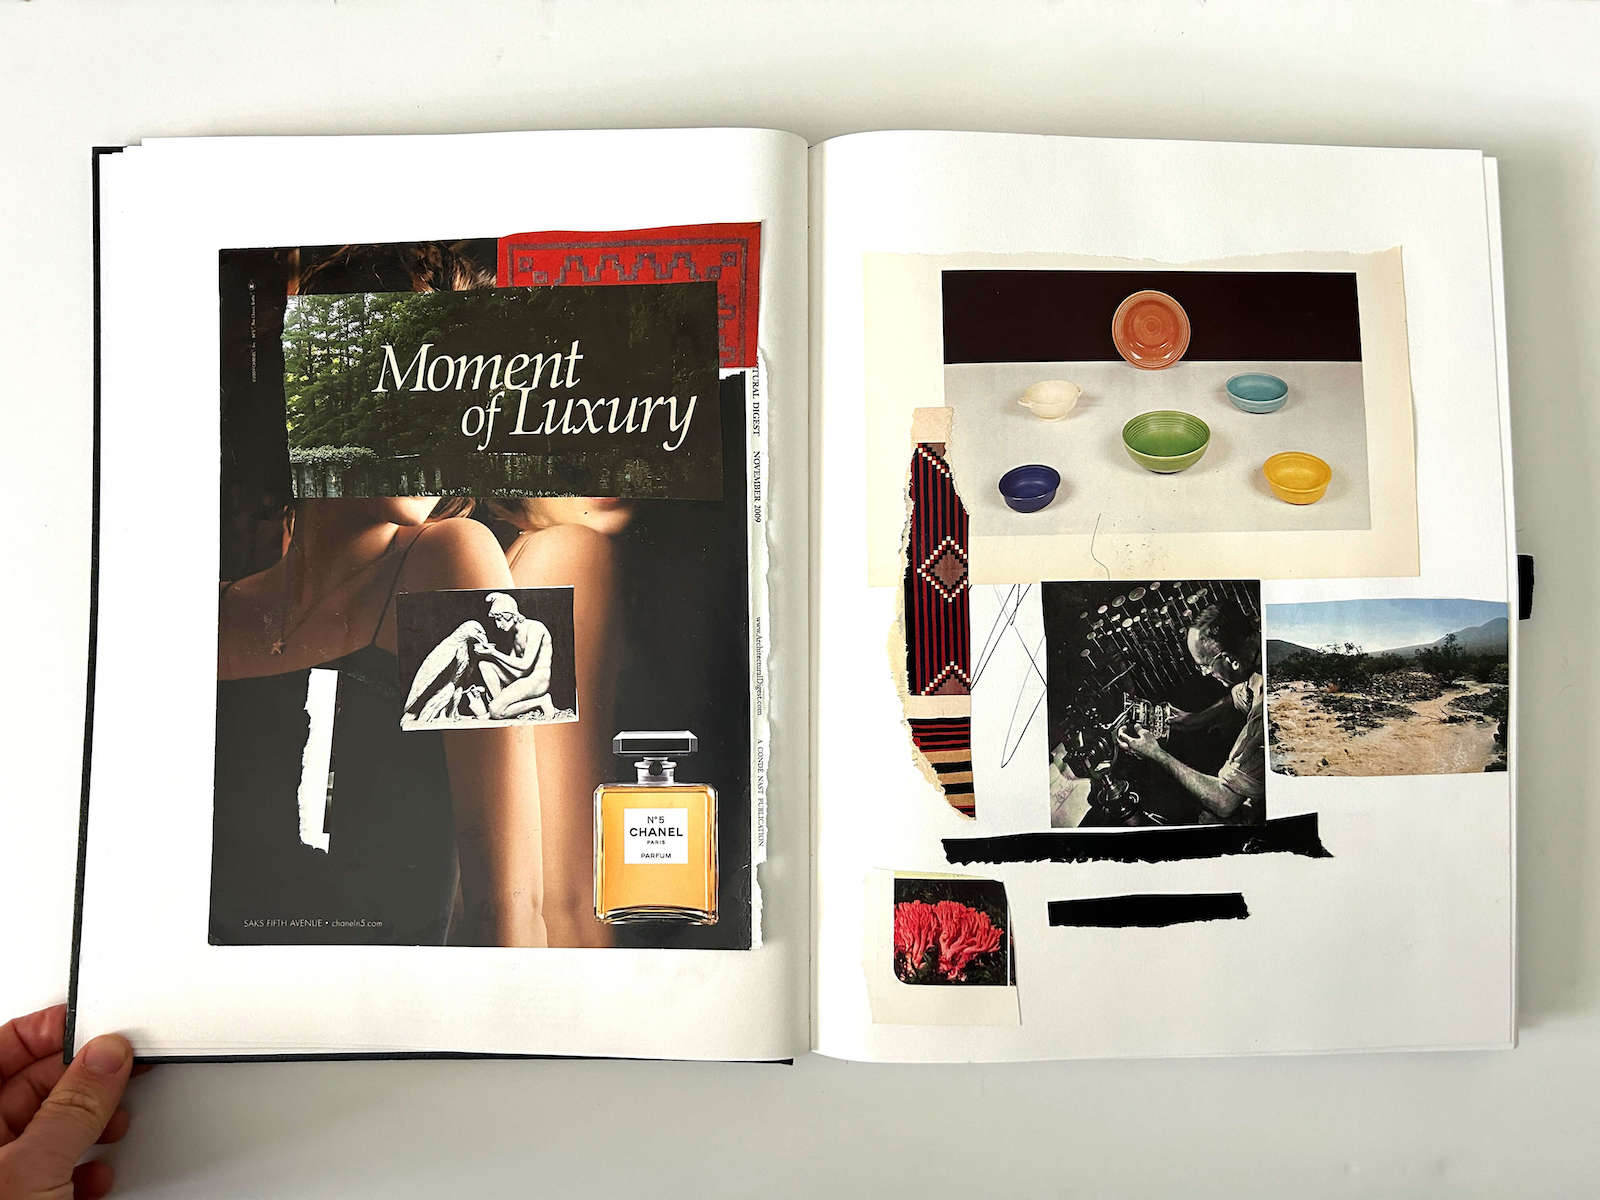 Moment
of Luxury
TURAL DIGEST NOVEMBER 2009
www.ArchitecturalDigest.com
A CONDÉ NAST PUBLICATION
N°5
CHANEL
PARIS
PARFUM
SAKS FIFTH AVENUE • chaneln5.com